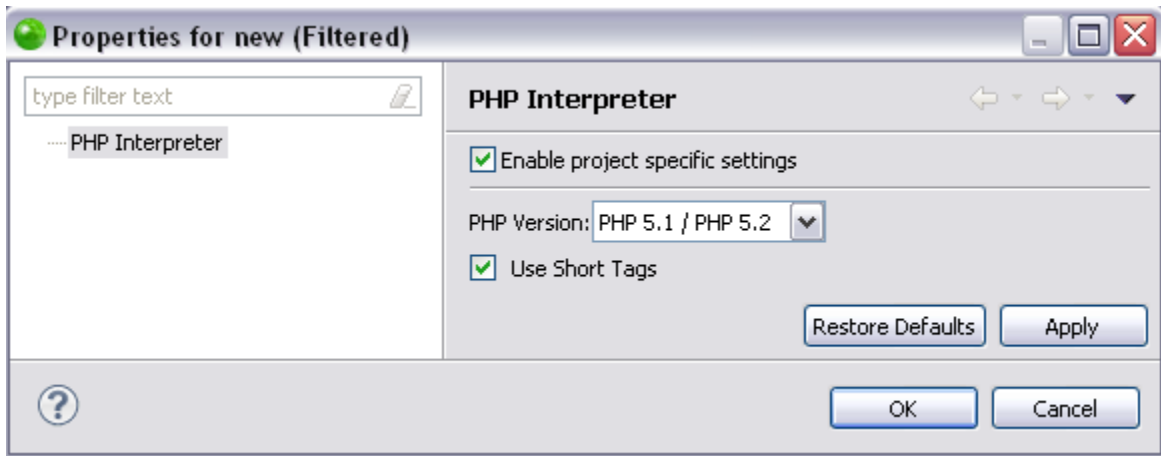 Properties for new (Filtered)
type filter text
PHP Interpreter
PHP Interpreter
Enable project specific settings
PHP Version: PHP 5.1 / PHP 5.2
Use Short Tags
Restore Defaults Apply
? OK Cancel